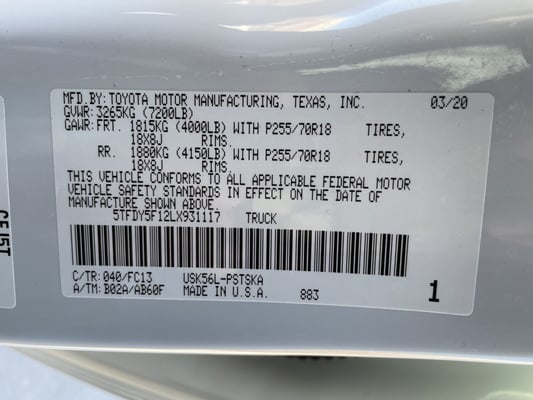 MFD.BY: TOYOTA MOTOR MANUFACTURING, TEXAS, INC. 03/20
GVWR: 3265KG (7200LB)
GAWR: FRT. 1815KG (4000LB) WITH P255/70R18 TIRES,
18X8J RIMS.
RR. 1880KG (4150LB) WITH P255/70R18 TIRES,
18X8J RIMS.
THIS VEHICLE CONFORMS TO ALL APPLICABLE FEDERAL MOTOR
VEHICLE SAFETY STANDARDS IN EFFECT ON THE DATE OF
MANUFACTURE SHOWN ABOVE.
5TFDY5F12LX931117 TRUCK
C/TR: 040/FC13 USK56L-PSTSKA
A/TM: B02A/AB60F MADE IN U.S.A. 883 1